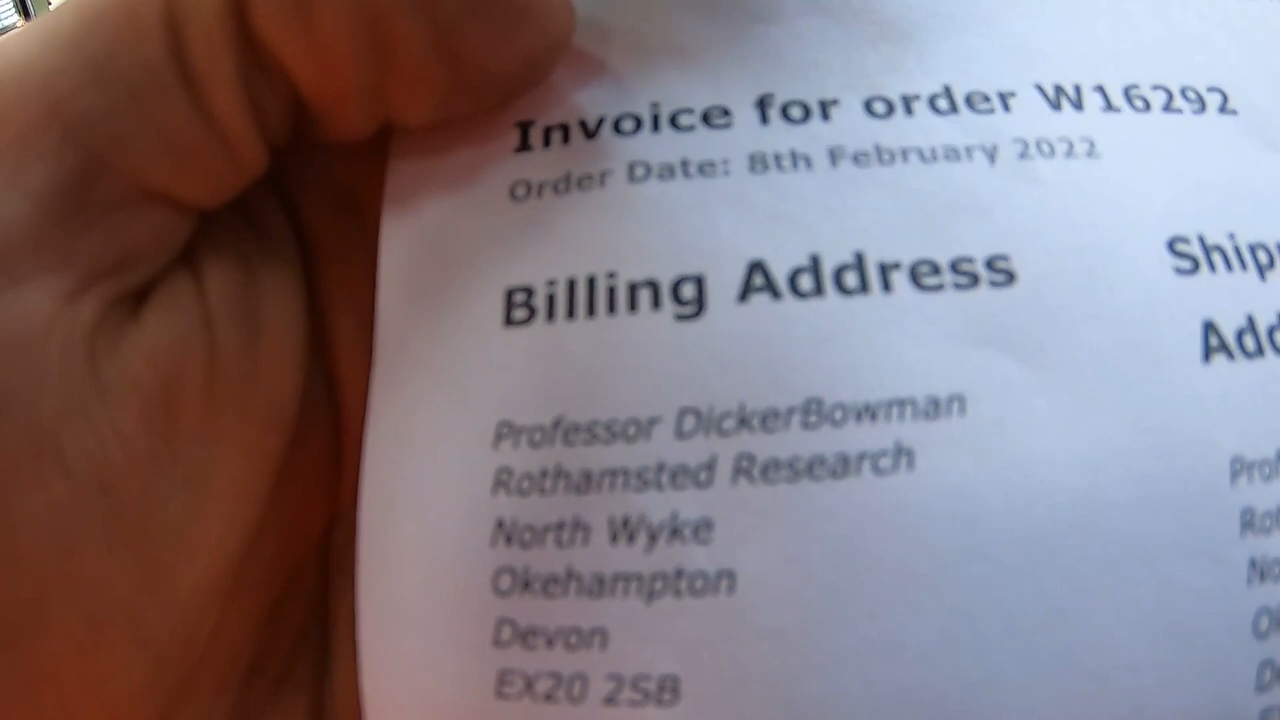 Invoice for order W16292
Order Date: 8th February 2022
Billing Address
Professor DickerBowman
Rothamsted Research
North Wyke
Okehampton
Devon
EX20 2SB